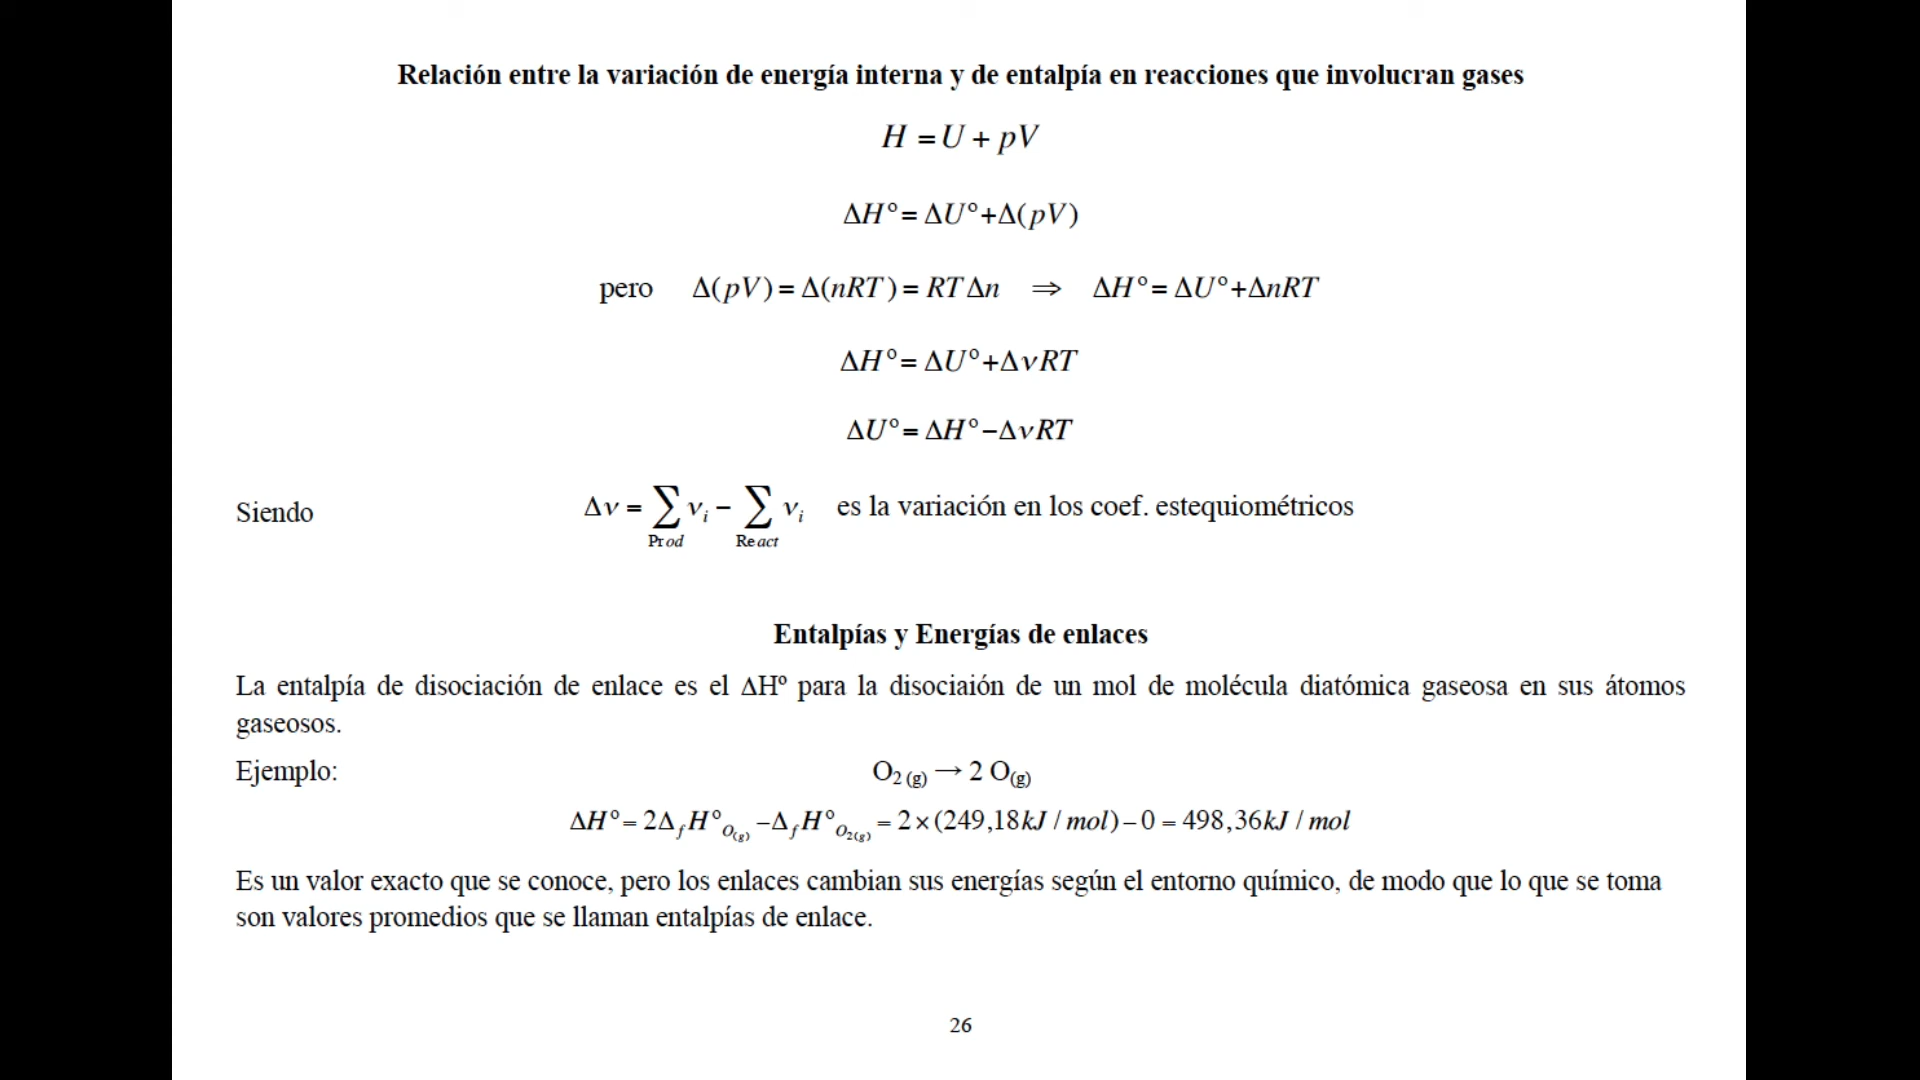 Relación entre la variación de energía interna y de entalpía en reacciones que involucran gases
H = U + pV
ΔH° = ΔU° + Δ(pV)
pero Δ(pV) = Δ(nRT) = RTΔn ⇒ ΔH° = ΔU° + ΔnRT
ΔH° = ΔU° + ΔνRT
ΔU° = ΔH° − ΔνRT
Siendo Δν = ∑ νᵢ − ∑ νᵢ es la variación en los coef. estequiométricos
Prod React
Entalpías y Energías de enlaces
La entalpía de disociación de enlace es el ΔHº para la disociaión de un mol de molécula diatómica gaseosa en sus átomos
gaseosos.
Ejemplo: O₂ (g) → 2 O(g)
ΔH° = 2Δ_f H°_O(g) − Δ_f H°_O₂(g) = 2×(249,18kJ / mol) − 0 = 498,36kJ / mol
Es un valor exacto que se conoce, pero los enlaces cambian sus energías según el entorno químico, de modo que lo que se toma
son valores promedios que se llaman entalpías de enlace.
26